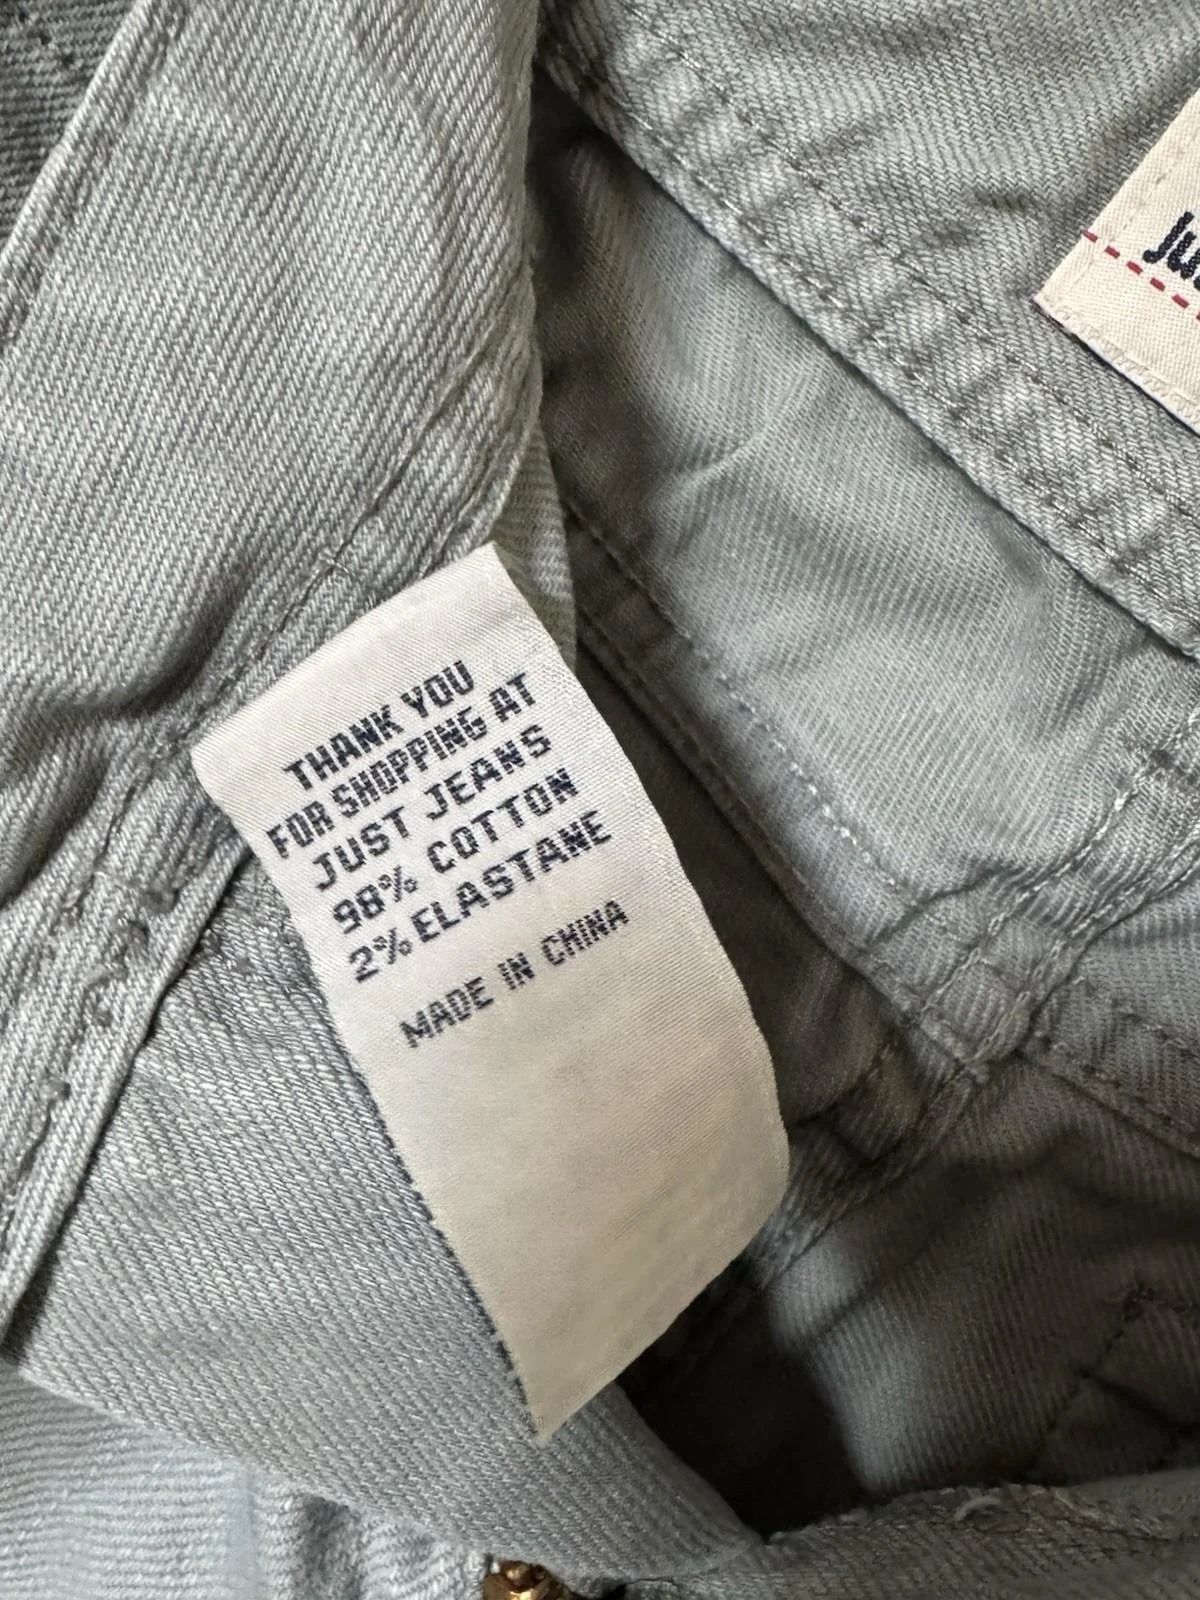 THANK YOU
FOR SHOPPING AT
JUST JEANS
98% COTTON
2% ELASTANE
MADE IN CHINA